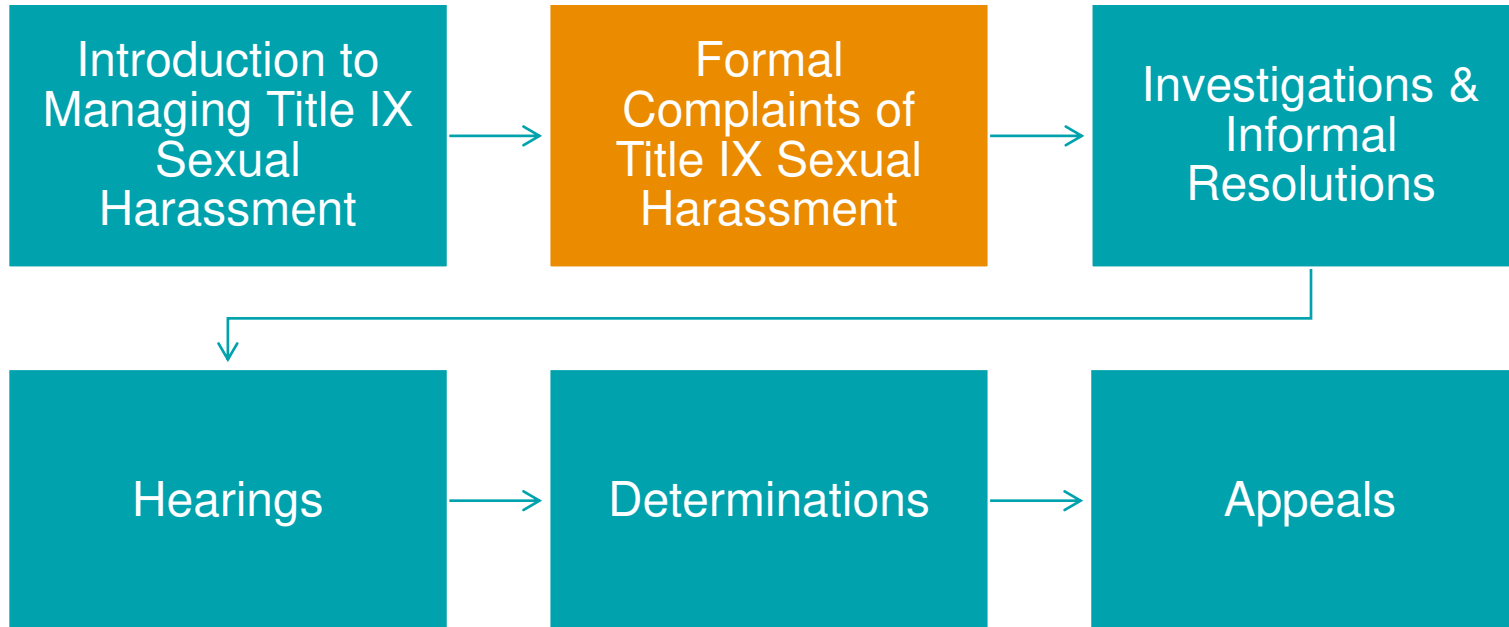 Introduction to
Managing Title IX
Sexual
Harassment
Formal
Complaints of
Title IX Sexual
Harassment
Investigations &
Informal
Resolutions
Hearings
Determinations
Appeals